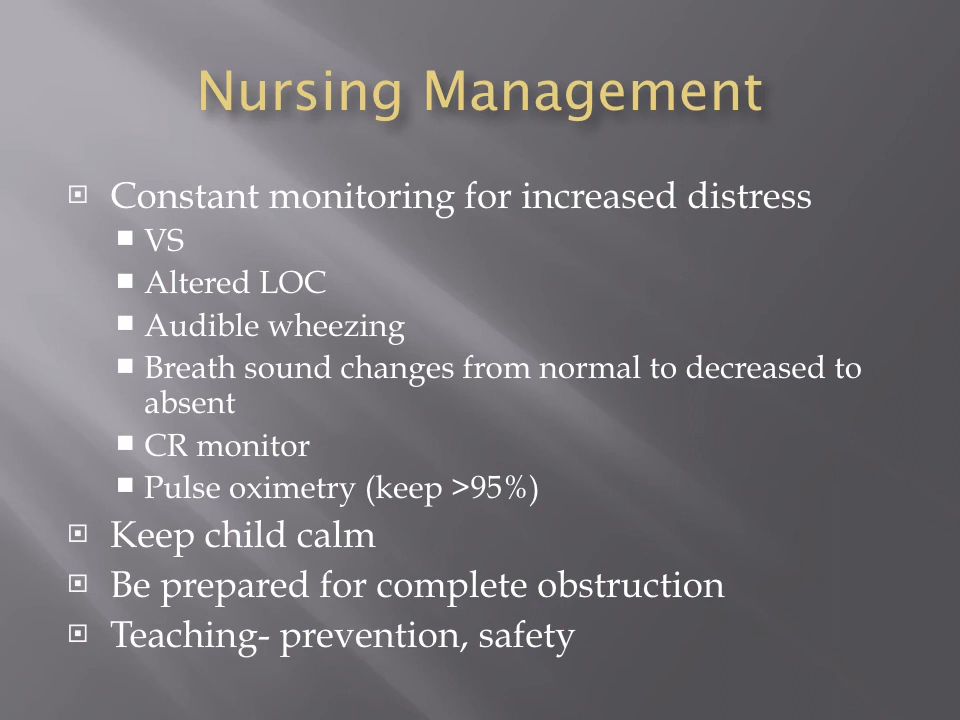 Nursing Management
Constant monitoring for increased distress
VS
Altered LOC
Audible wheezing
Breath sound changes from normal to decreased to
absent
CR monitor
Pulse oximetry (keep >95%)
Keep child calm
Be prepared for complete obstruction
Teaching- prevention, safety